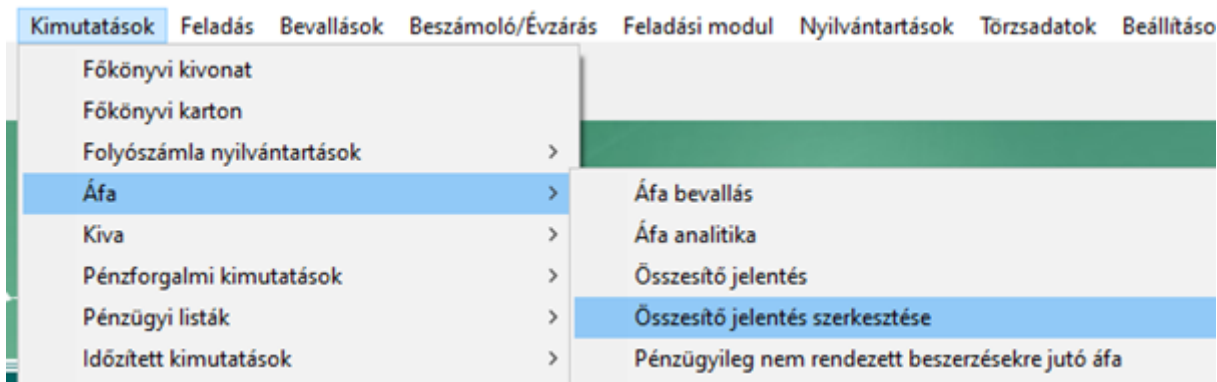 Kimutatások Feladás Bevallások Beszámoló/Évzárás Feladási modul Nyilvántartások Törzsadatok Beállításo
Főkönyvi kivonat
Főkönyvi karton
Folyószámla nyilvántartások >
Áfa > Áfa bevallás
Kiva > Áfa analitika
Pénzforgalmi kimutatások > Összesítő jelentés
Pénzügyi listák > Összesítő jelentés szerkesztése
Időzített kimutatások > Pénzügyileg nem rendezett beszerzésekre jutó áfa